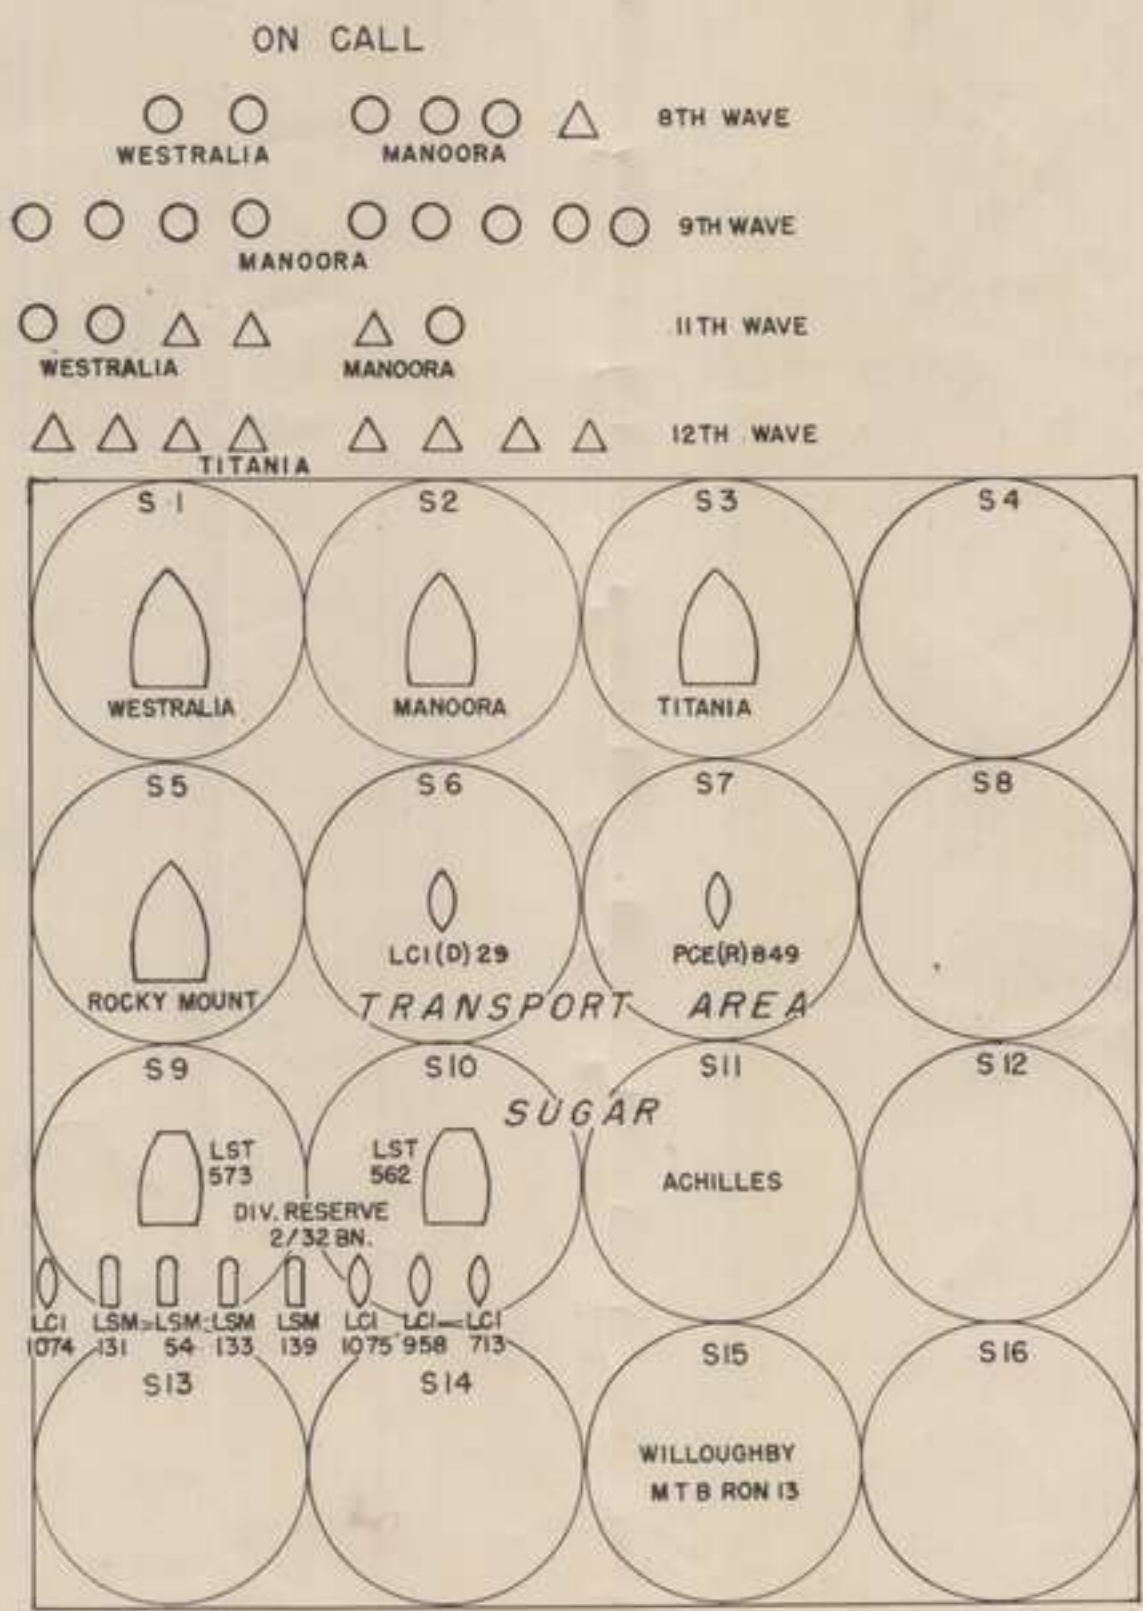 ON CALL
8TH WAVE
WESTRALIA MANOORA
9TH WAVE
MANOORA
11TH WAVE
WESTRALIA MANOORA
12TH WAVE
TITANIA
S 1 S2 S3 S4
WESTRALIA MANOORA TITANIA
S5 S6 S7 S8
LCI(D) 29 PCE(R) 849
ROCKY MOUNT TRANSPORT AREA
S9 S10 S11 S12
SUGAR
LST LST
573 562
ACHILLES
DIV. RESERVE
2/32 BN.
LCI LSM LSM LSM LSM LCI LCI LCI
1074 131 54 133 139 1075 958 713
S13 S14 S15 S16
WILLOUGHBY
M T B RON 13